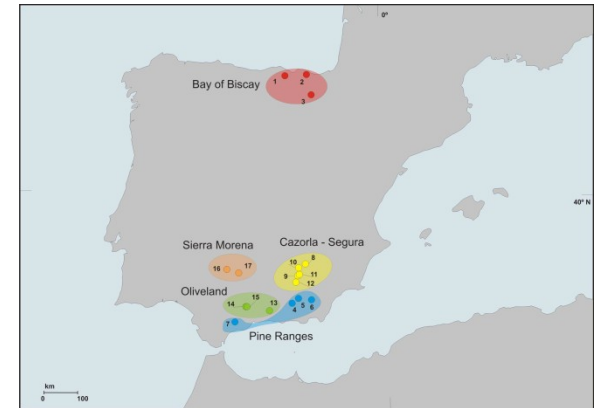 0°
1
2
Bay of Biscay
3
40º N
Sierra Morena
Cazorla - Segura
8
10
16
17
11
9
12
Oliveland
15
14
13
4
5
6
7
Pine Ranges
km
0
100